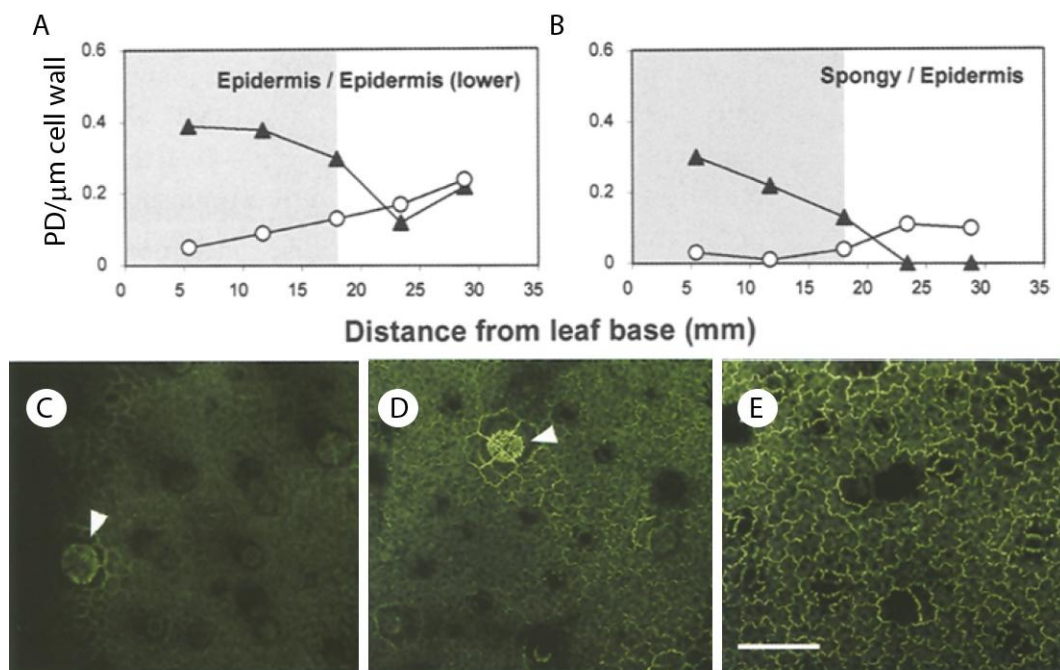 A
B
PD/μm cell wall
0.6
0.4
0.2
0
Epidermis / Epidermis (lower)
0 5 10 15 20 25 30 35
0.6
0.4
0.2
0
Spongy / Epidermis
0 5 10 15 20 25 30 35
Distance from leaf base (mm)
C
D
E